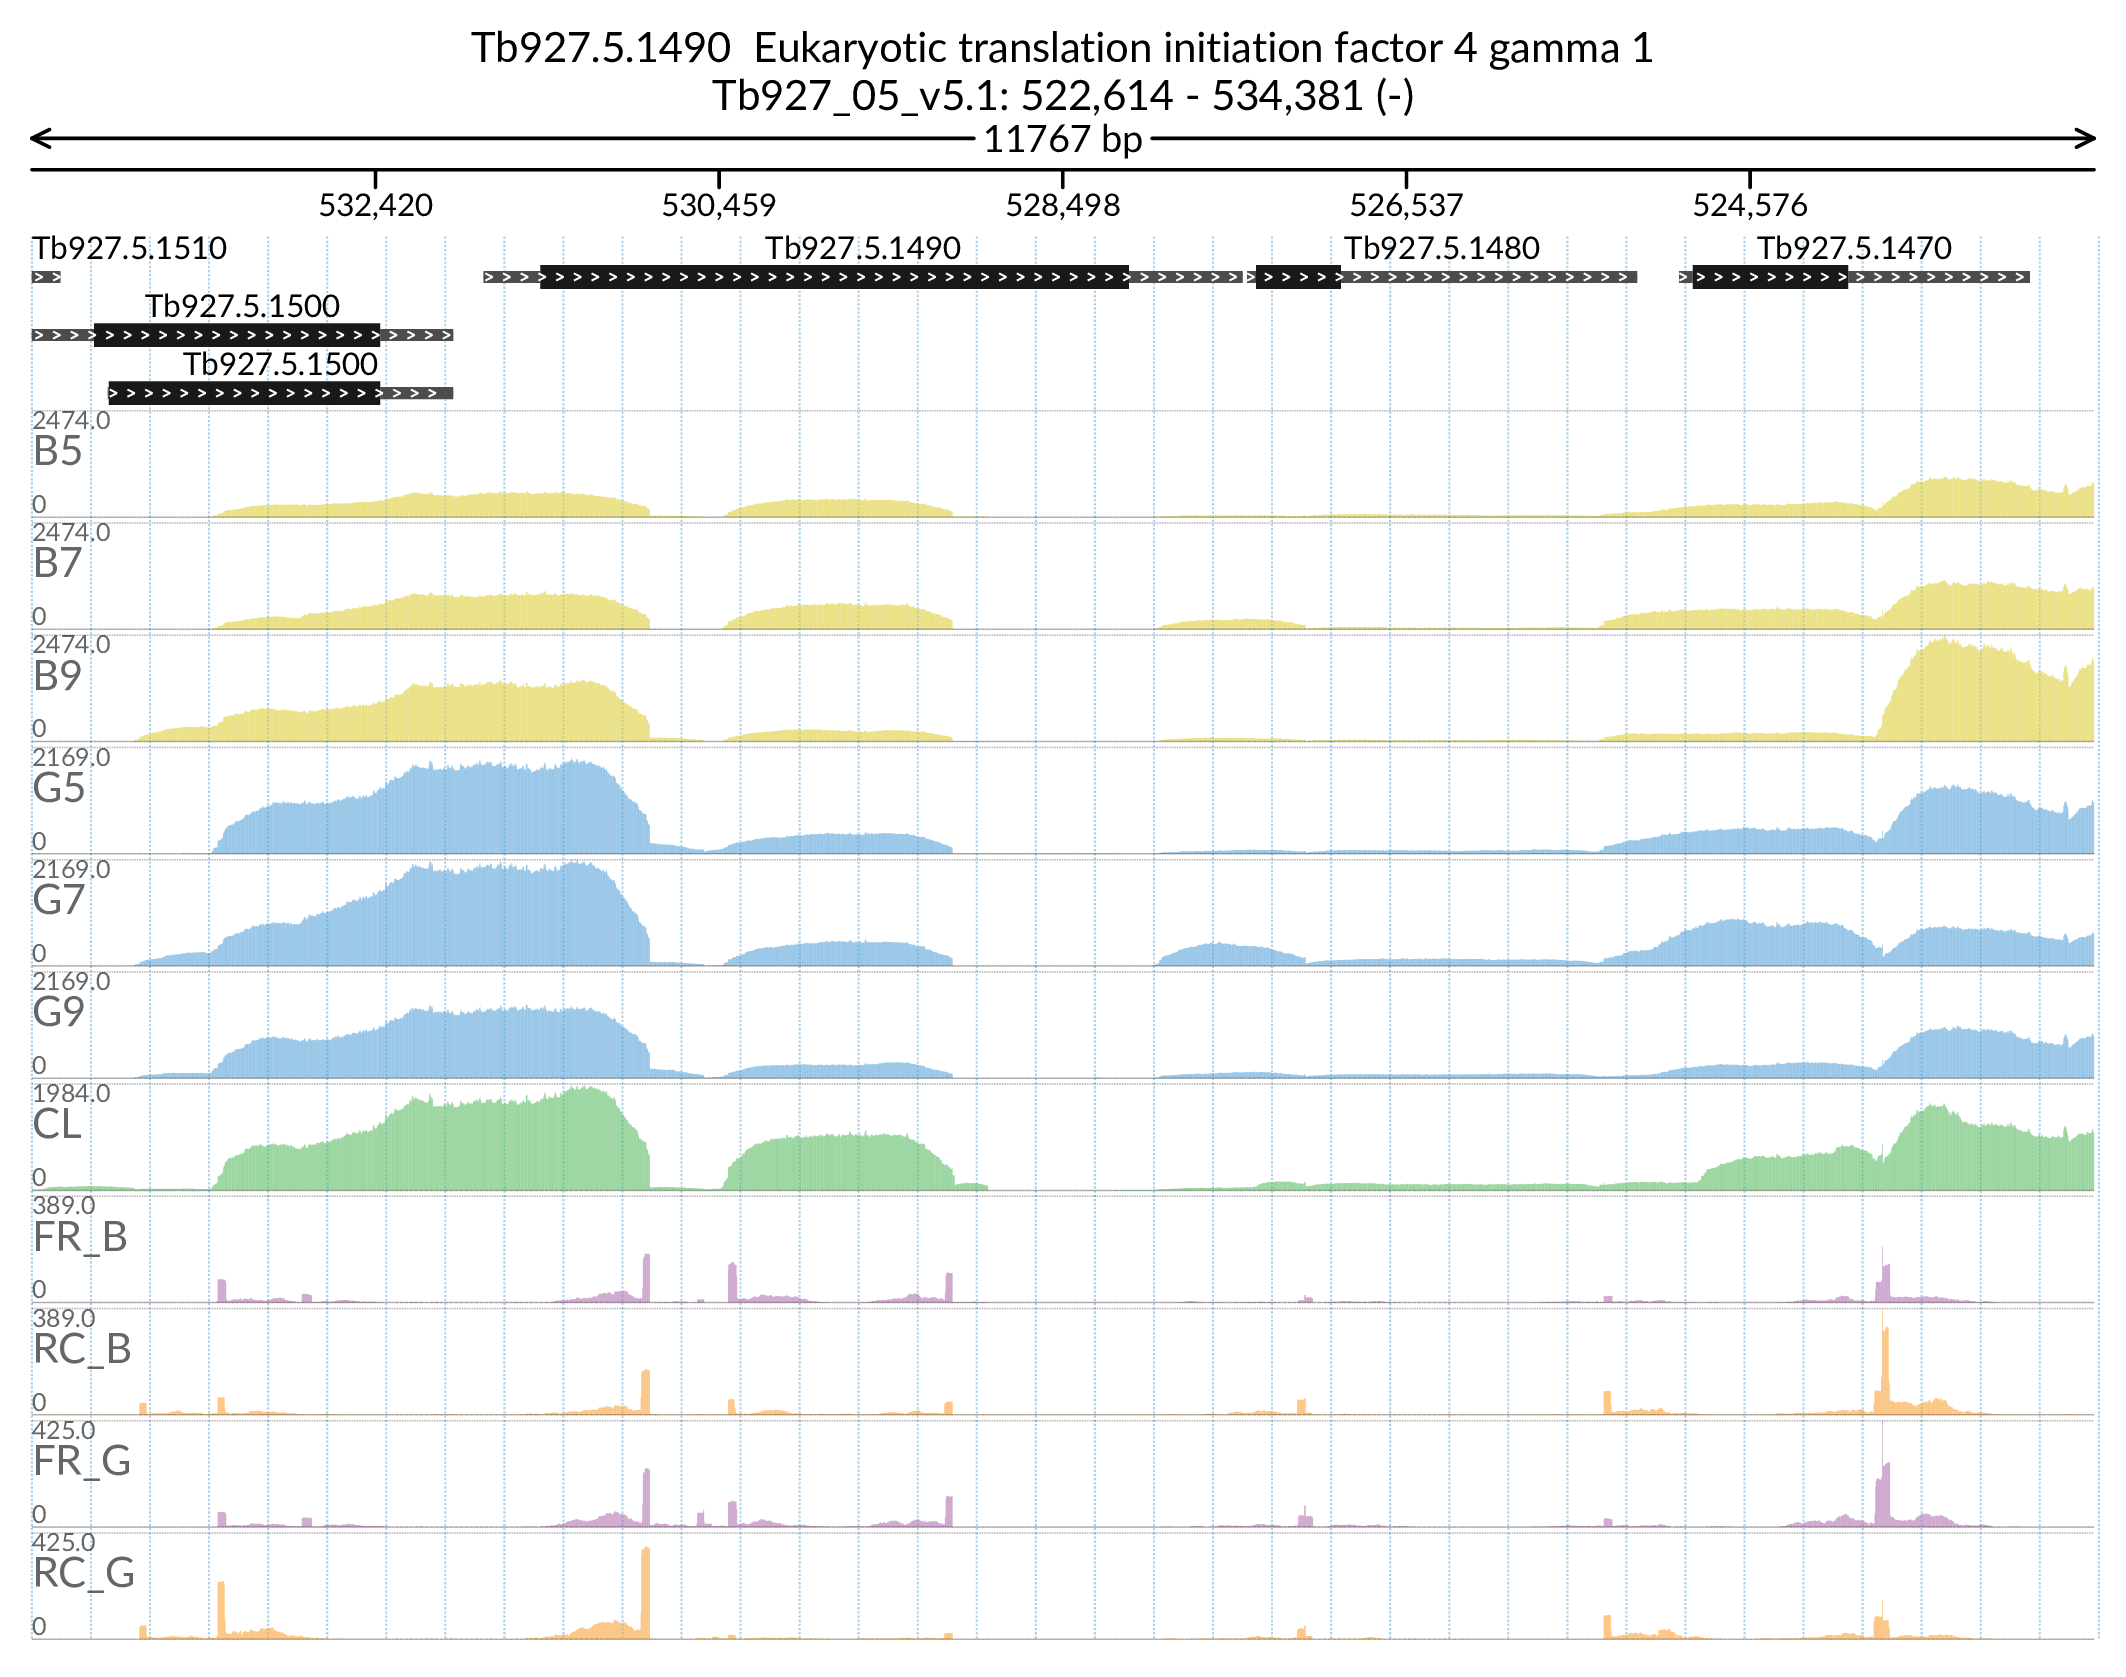 Tb927.5.1490  Eukaryotic translation initiation factor 4 gamma 1
Tb927_05_v5.1: 522,614 - 534,381 (-)
11767 bp
532,420 530,459 528,498 526,537 524,576
Tb927.5.1510 Tb927.5.1490 Tb927.5.1480 Tb927.5.1470
Tb927.5.1500
Tb927.5.1500
2474.0
B5
0
2474.0
B7
0
2474.0
B9
0
2169.0
G5
0
2169.0
G7
0
2169.0
G9
0
1984.0
CL
0
389.0
FR_B
0
389.0
RC_B
0
425.0
FR_G
0
425.0
RC_G
0